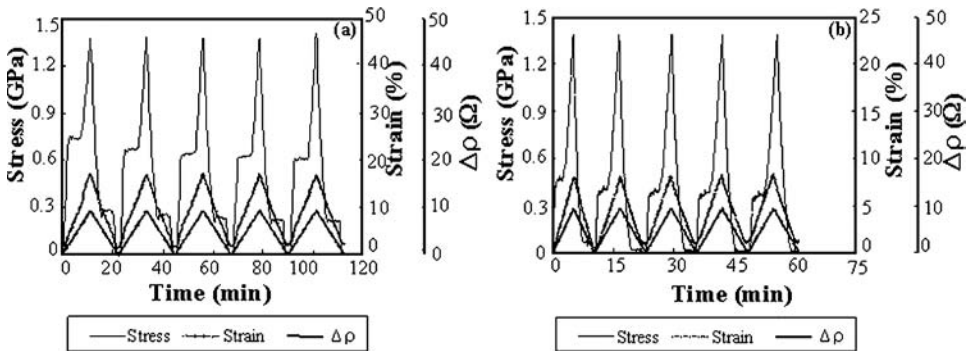 (a)
Stress (GPa)
1.5
1.2
0.9
0.6
0.3
0
0 20 40 60 80 100 120
Time (min)
50
40
30
20
10
0
Strain (%)
50
40
30
20
10
0
Δρ (Ω)
Stress Strain Δρ
(b)
Stress (GPa)
1.5
1.2
0.9
0.6
0.3
0
0 15 30 45 60 75
Time (min)
25
20
15
10
5
0
Strain (%)
50
40
30
20
10
0
Δρ (Ω)
Stress Strain Δρ